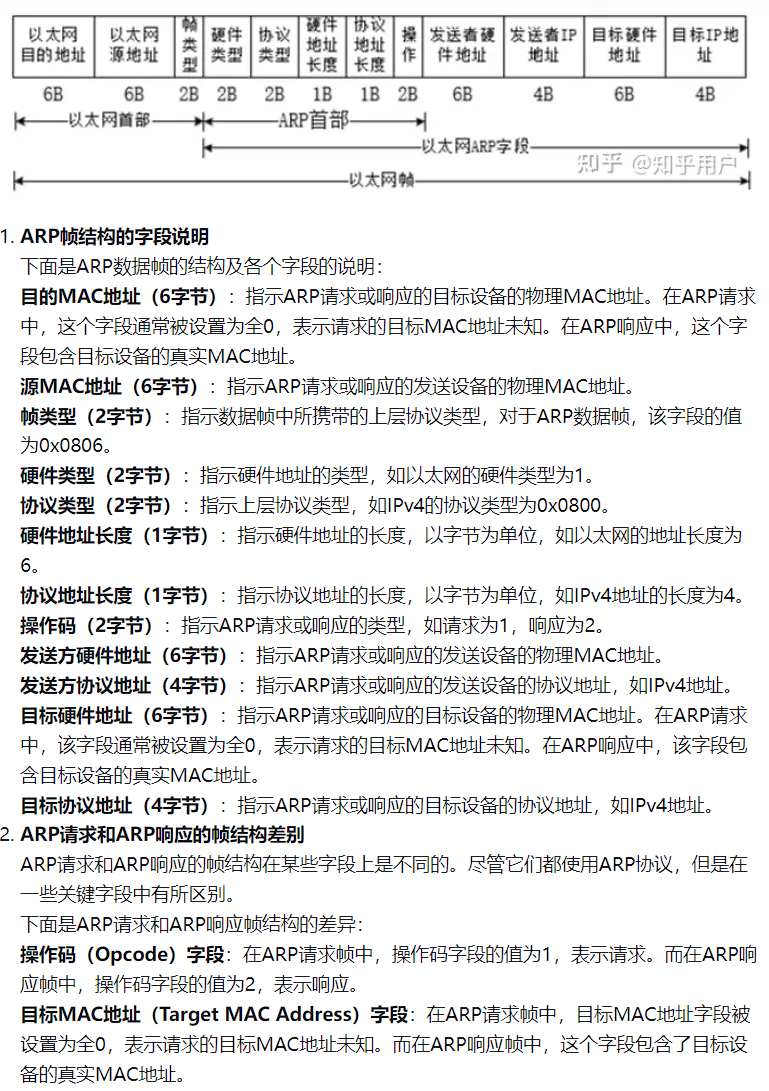 以太网目的地址 以太网源地址 帧类型 硬件类型 协议类型 硬件地址长度 协议地址长度 操作 发送者硬件地址 发送者IP地址 目标硬件地址 目标IP地址
6B 6B 2B 2B 2B 1B 1B 2B 6B 4B 6B 4B
以太网首部 ARP首部
以太网ARP字段
知乎 @知乎用户
以太网帧
1. ARP帧结构的字段说明
下面是ARP数据帧的结构及各个字段的说明：
目的MAC地址（6字节）：指示ARP请求或响应的目标设备的物理MAC地址。在ARP请求
中，这个字段通常被设置为全0，表示请求的目标MAC地址未知。在ARP响应中，这个字
段包含目标设备的真实MAC地址。
源MAC地址（6字节）：指示ARP请求或响应的发送设备的物理MAC地址。
帧类型（2字节）：指示数据帧中所携带的上层协议类型，对于ARP数据帧，该字段的值
为0x0806。
硬件类型（2字节）：指示硬件地址的类型，如以太网的硬件类型为1。
协议类型（2字节）：指示上层协议类型，如IPv4的协议类型为0x0800。
硬件地址长度（1字节）：指示硬件地址的长度，以字节为单位，如以太网的地址长度为
6。
协议地址长度（1字节）：指示协议地址的长度，以字节为单位，如IPv4地址的长度为4。
操作码（2字节）：指示ARP请求或响应的类型，如请求为1，响应为2。
发送方硬件地址（6字节）：指示ARP请求或响应的发送设备的物理MAC地址。
发送方协议地址（4字节）：指示ARP请求或响应的发送设备的协议地址，如IPv4地址。
目标硬件地址（6字节）：指示ARP请求或响应的目标设备的物理MAC地址。在ARP请求
中，该字段通常被设置为全0，表示请求的目标MAC地址未知。在ARP响应中，该字段包
含目标设备的真实MAC地址。
目标协议地址（4字节）：指示ARP请求或响应的目标设备的协议地址，如IPv4地址。
2. ARP请求和ARP响应的帧结构差别
ARP请求和ARP响应的帧结构在某些字段上是不同的。尽管它们都使用ARP协议，但是在
一些关键字段中有所区别。
下面是ARP请求和ARP响应帧结构的差异：
操作码（Opcode）字段：在ARP请求帧中，操作码字段的值为1，表示请求。而在ARP响
应帧中，操作码字段的值为2，表示响应。
目标MAC地址（Target MAC Address）字段：在ARP请求帧中，目标MAC地址字段被
设置为全0，表示请求的目标MAC地址未知。而在ARP响应帧中，这个字段包含了目标设
备的真实MAC地址。